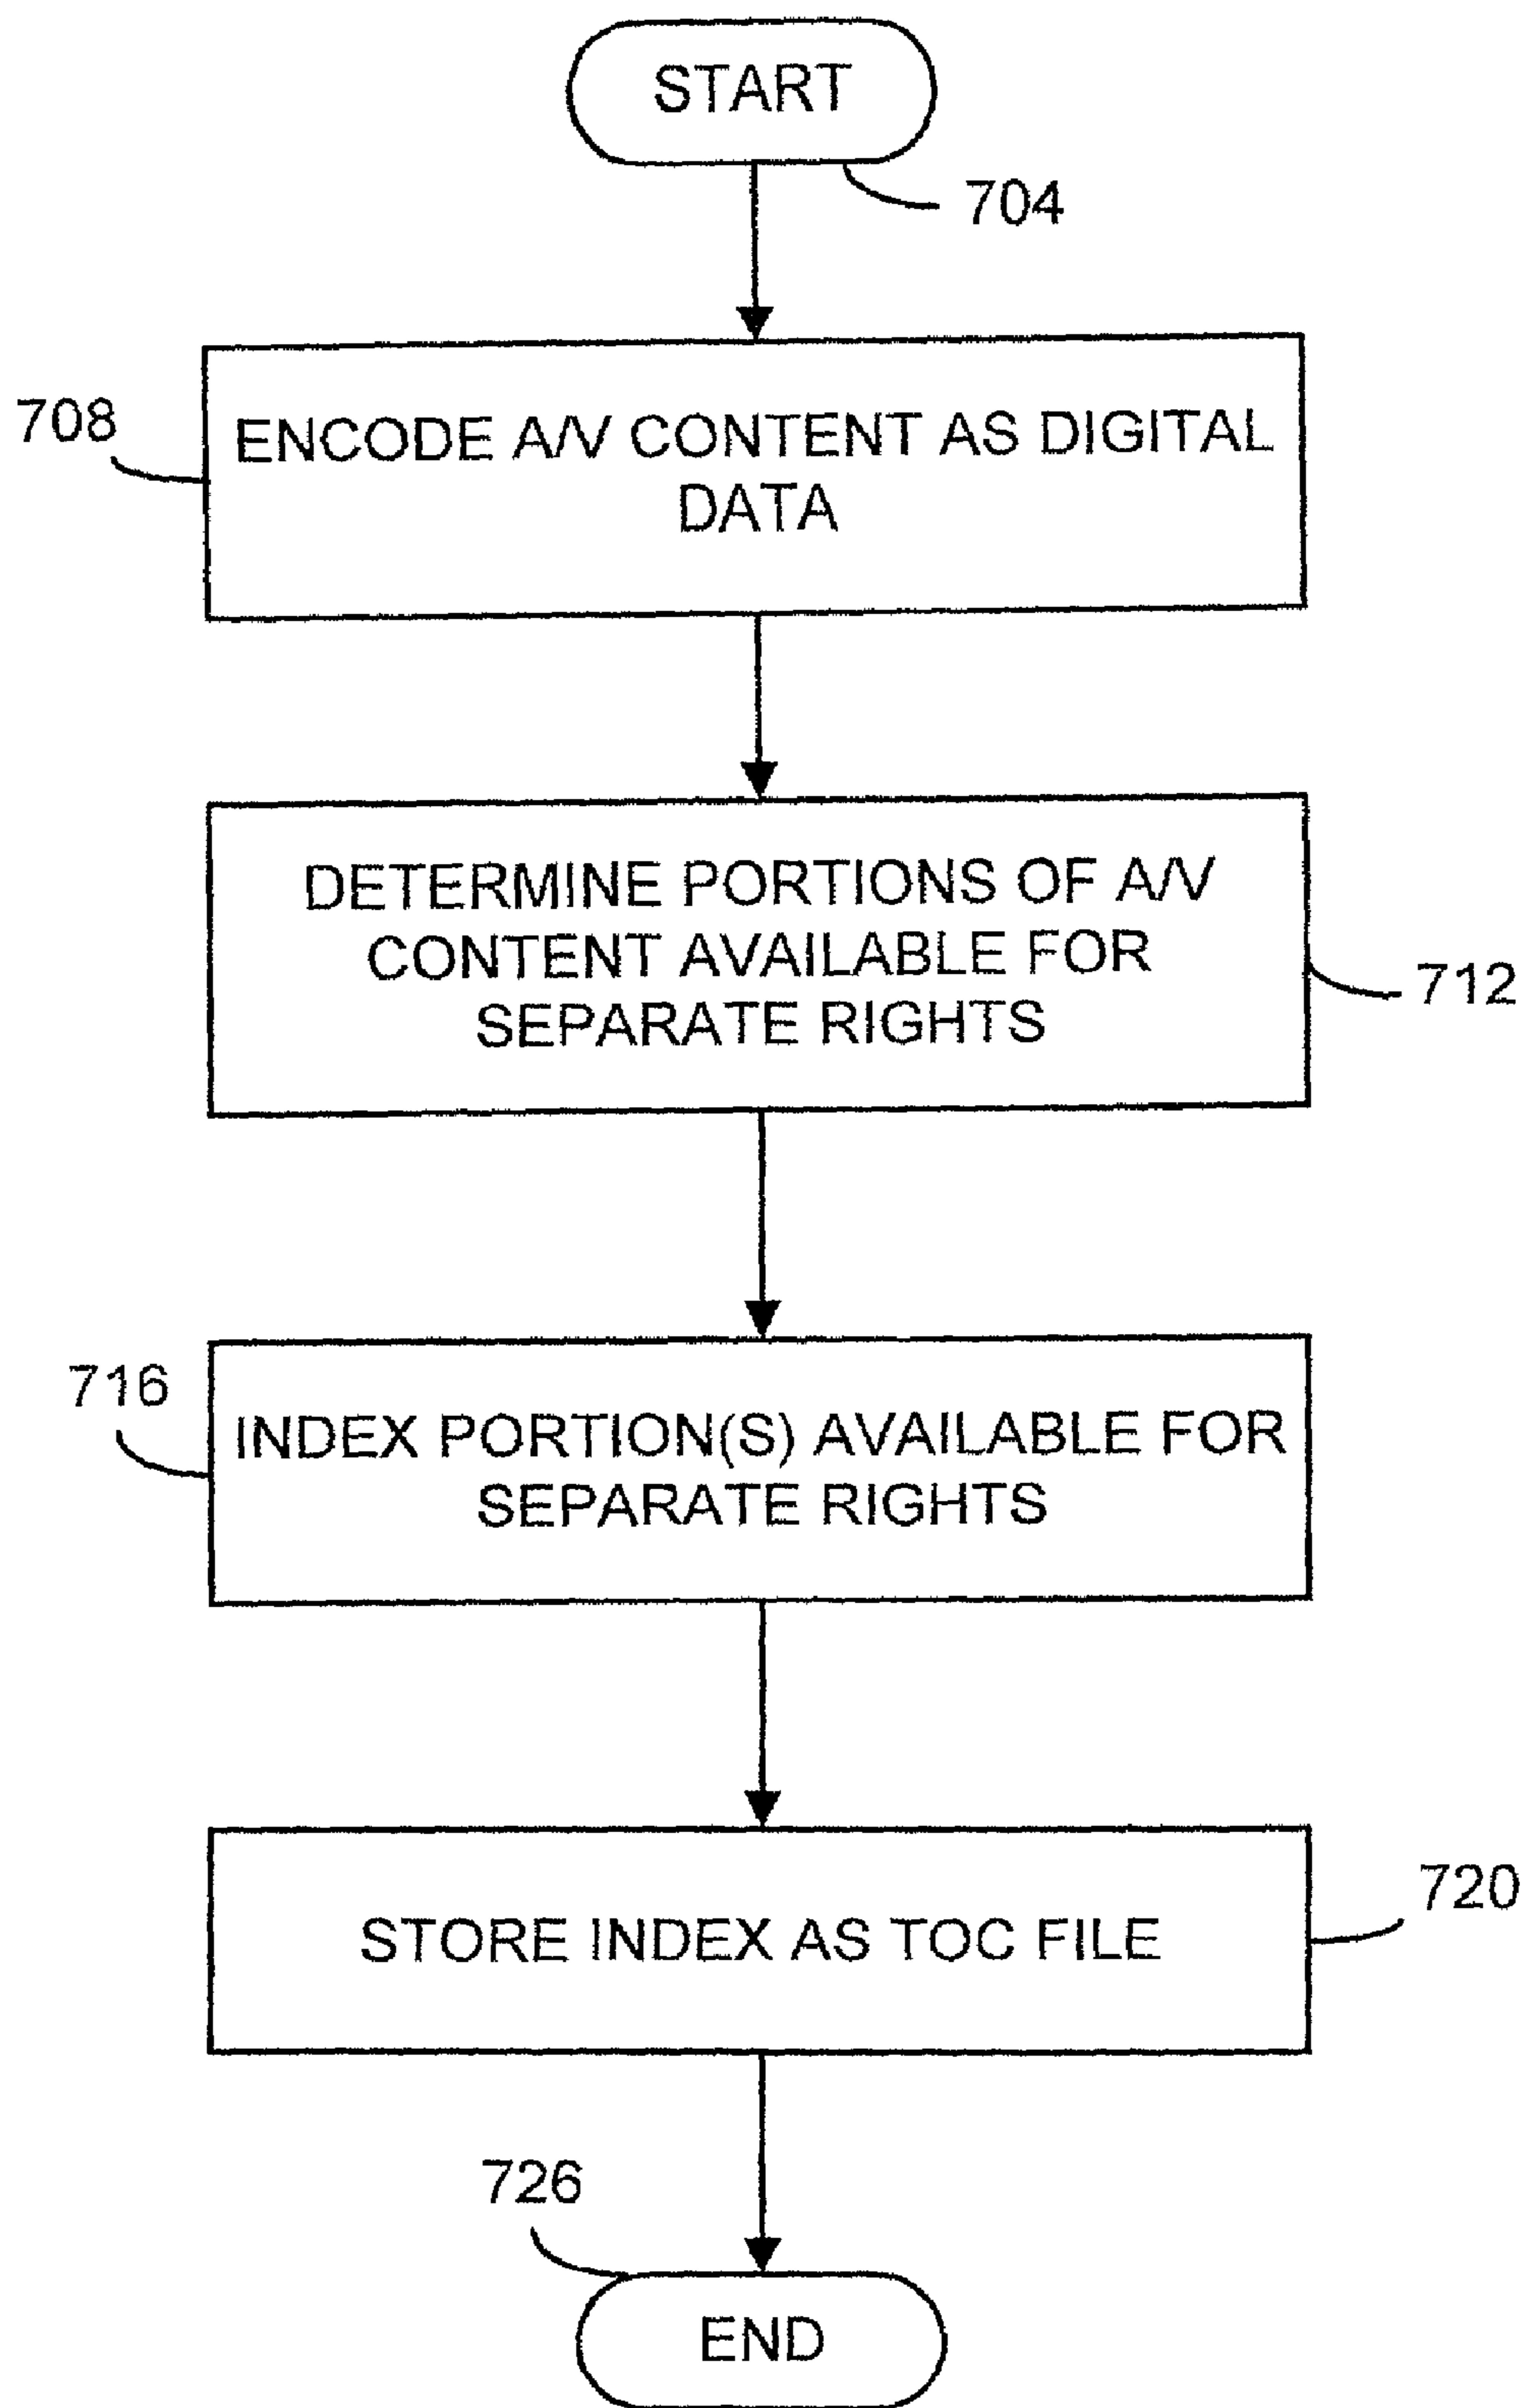 START
704
708
ENCODE A/V CONTENT AS DIGITAL
DATA
DETERMINE PORTIONS OF A/V
CONTENT AVAILABLE FOR
SEPARATE RIGHTS
712
716
INDEX PORTION(S) AVAILABLE FOR
SEPARATE RIGHTS
720
STORE INDEX AS TOC FILE
726
END